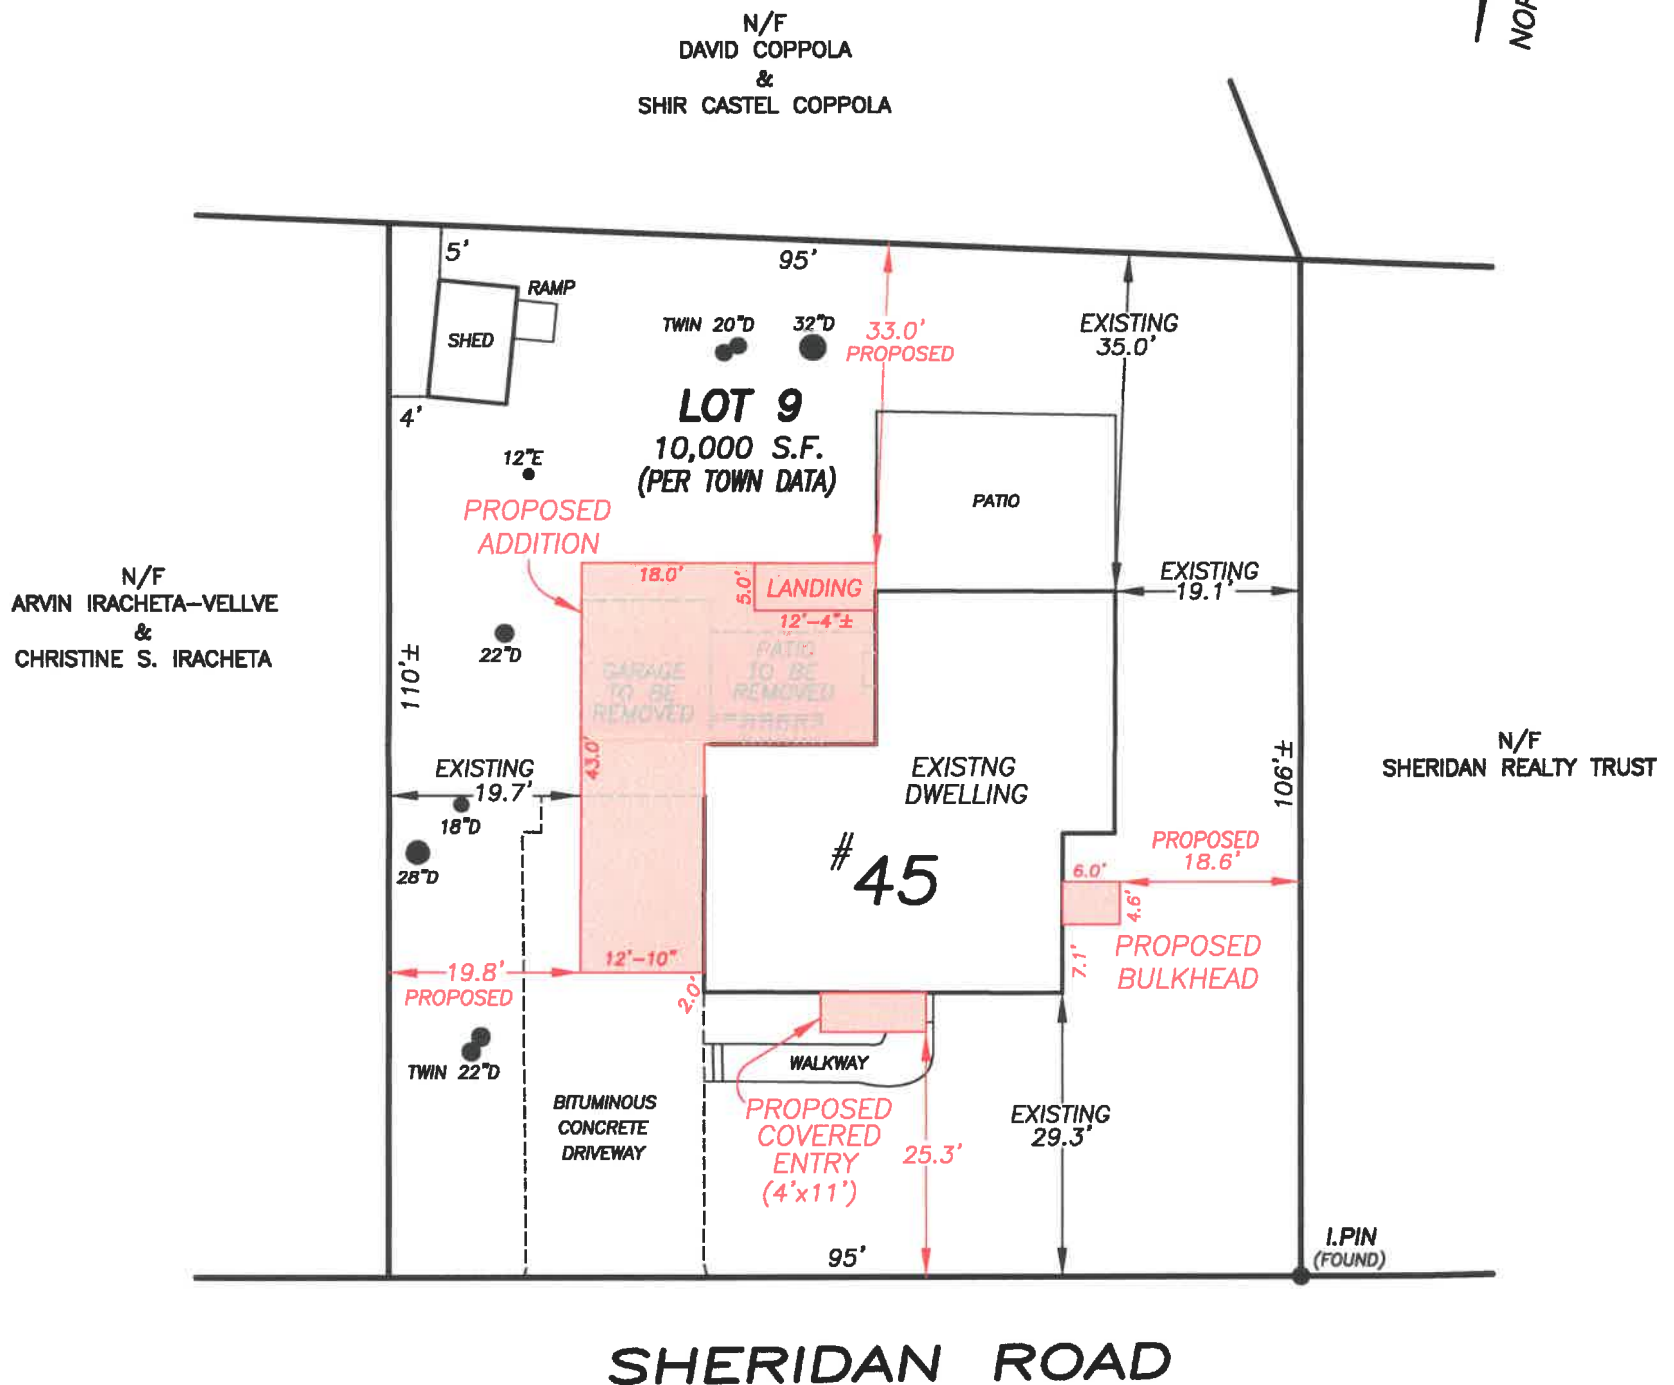 N/F
DAVID COPPOLA
&
SHIR CASTEL COPPOLA
5'
95'
RAMP
SHED
4'
TWIN 20"D
32"D
33.0'
PROPOSED
EXISTING
35.0'
LOT 9
10,000 S.F.
(PER TOWN DATA)
12"E
PROPOSED
ADDITION
PATIO
N/F
ARVIN IRACHETA-VELLVE
&
CHRISTINE S. IRACHETA
110'±
22"D
18.0'
5.0'
LANDING
12'-4"±
GARAGE
TO BE
REMOVED
PATIO
TO BE
REMOVED
43.0'
EXISTING
19.1'
EXISTING
19.7'
18"D
28"D
EXISTNG
DWELLING
#45
106'±
N/F
SHERIDAN REALTY TRUST
PROPOSED
18.6'
6.0'
4.6'
7.1'
PROPOSED
BULKHEAD
19.8'
PROPOSED
12'-10"
2.0'
TWIN 22"D
WALKWAY
BITUMINOUS
CONCRETE
DRIVEWAY
PROPOSED
COVERED
ENTRY
(4'x11')
25.3'
EXISTING
29.3'
95'
I.PIN
(FOUND)
SHERIDAN ROAD